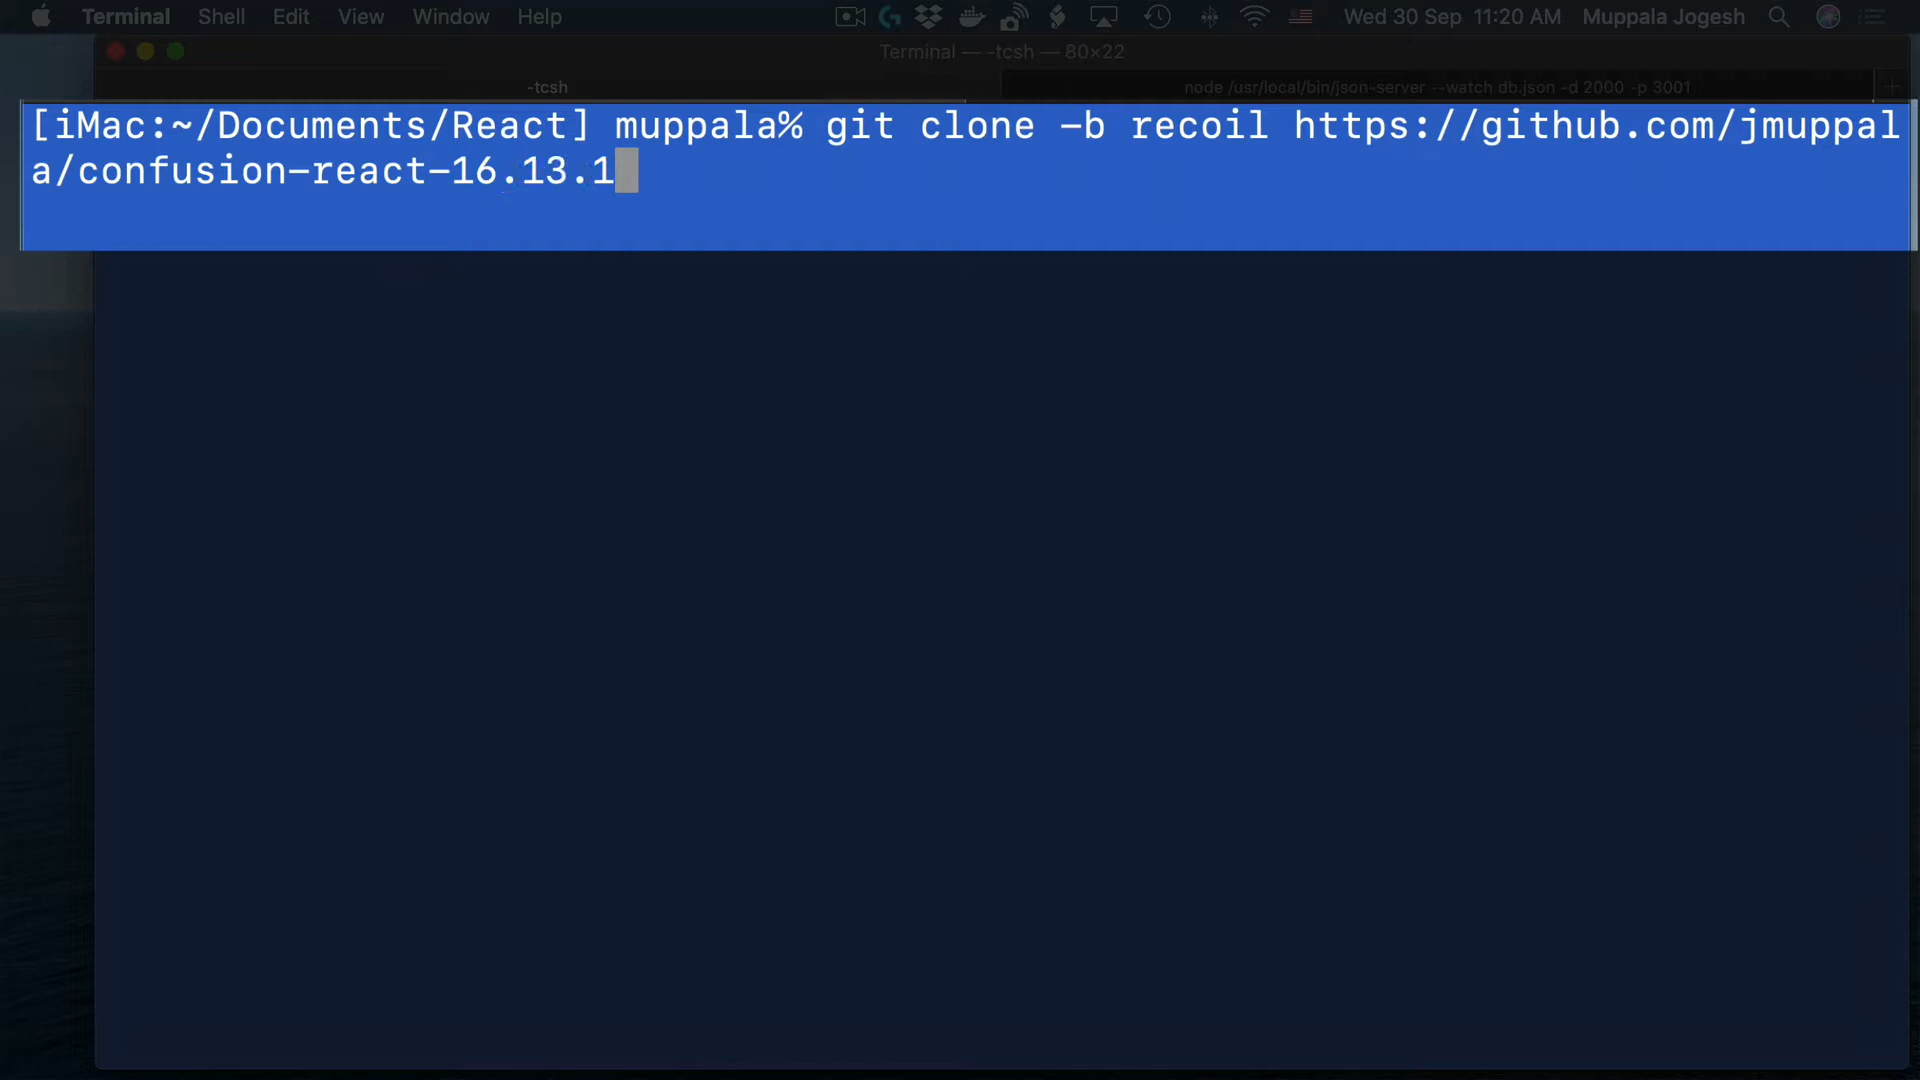 Terminal Shell Edit View Window Help Wed 30 Sep 11:20 AM Muppala Jogesh
Terminal — -tcsh — 80×22
-tcsh node /usr/local/bin/json-server --watch db.json -d 2000 -p 3001
[iMac:~/Documents/React] muppala% git clone -b recoil https://github.com/jmuppal
a/confusion-react-16.13.1